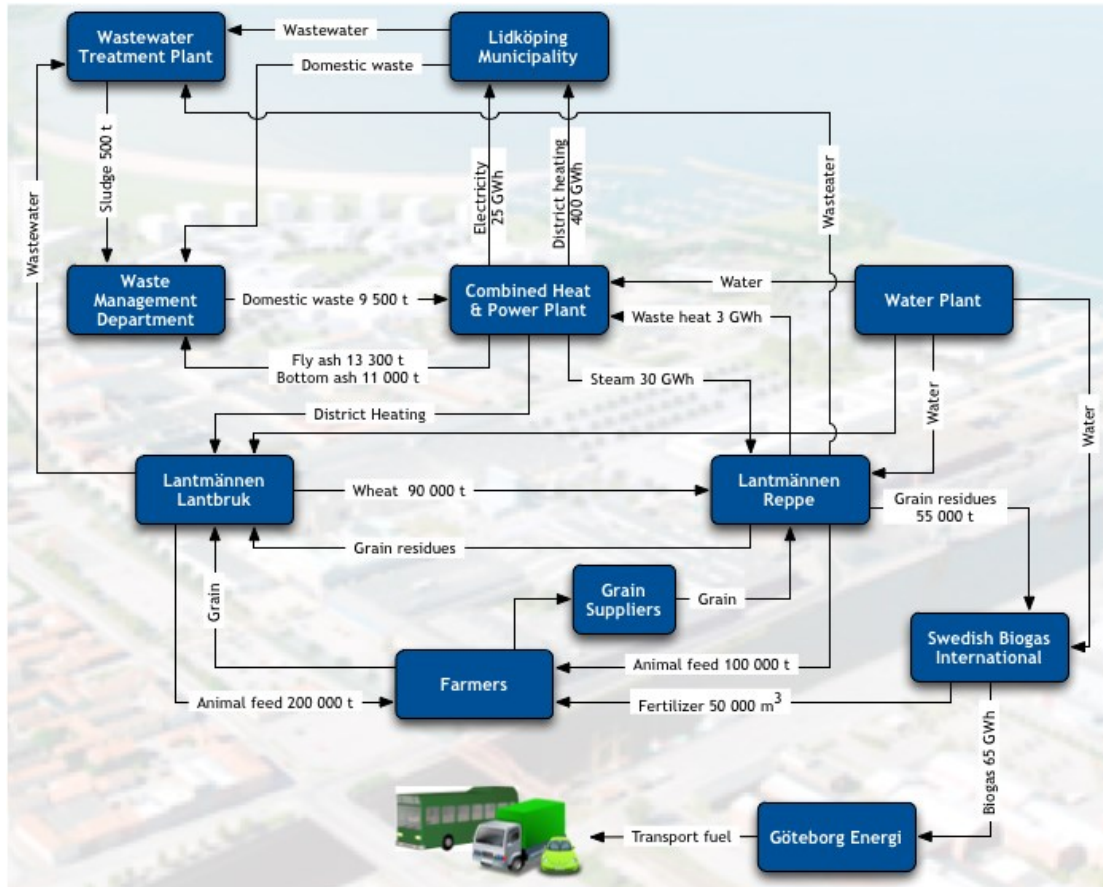 Wastewater
Treatment Plant
Wastewater
Lidköping
Municipality
Domestic waste
Wastewater
Sludge 500 t
Electricity
25 GWh
District heating
400 GWh
Wasteater
Waste
Management
Department
Domestic waste 9 500 t
Combined Heat
& Power Plant
Water
Water Plant
Waste heat 3 GWh
Fly ash 13 300 t
Bottom ash 11 000 t
Steam 30 GWh
Water
Water
District Heating
Lantmännen
Lantbruk
Wheat 90 000 t
Lantmännen
Reppe
Grain residues
55 000 t
Grain residues
Grain
Grain
Suppliers
Grain
Swedish Biogas
International
Farmers
Animal feed 100 000 t
Animal feed 200 000 t
Fertilizer 50 000 m³
Biogas 65 GWh
Transport fuel
Göteborg Energi